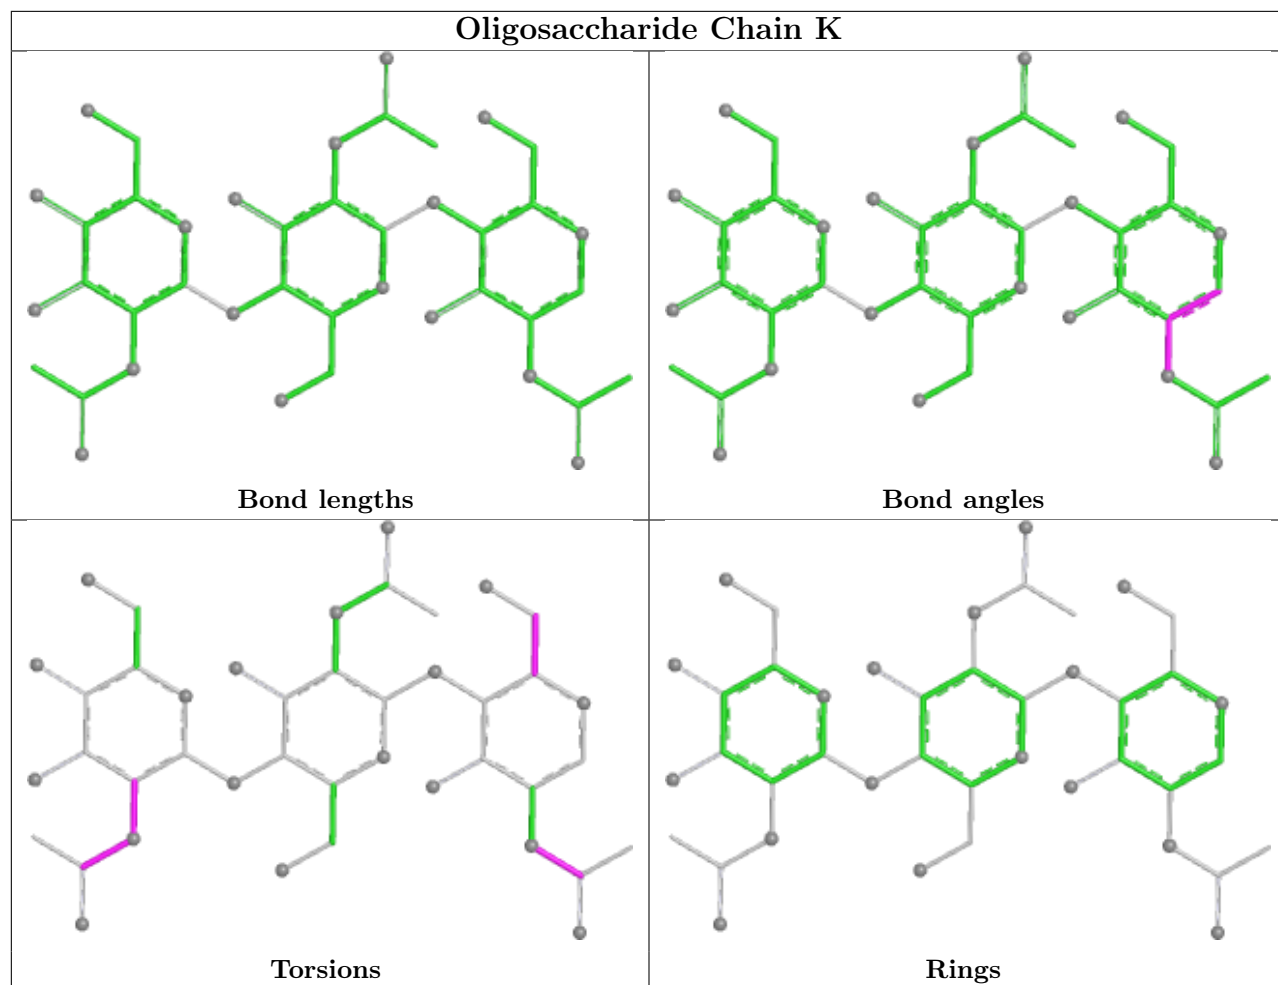 Oligosaccharide Chain K
Bond lengths
Bond angles
Torsions
Rings